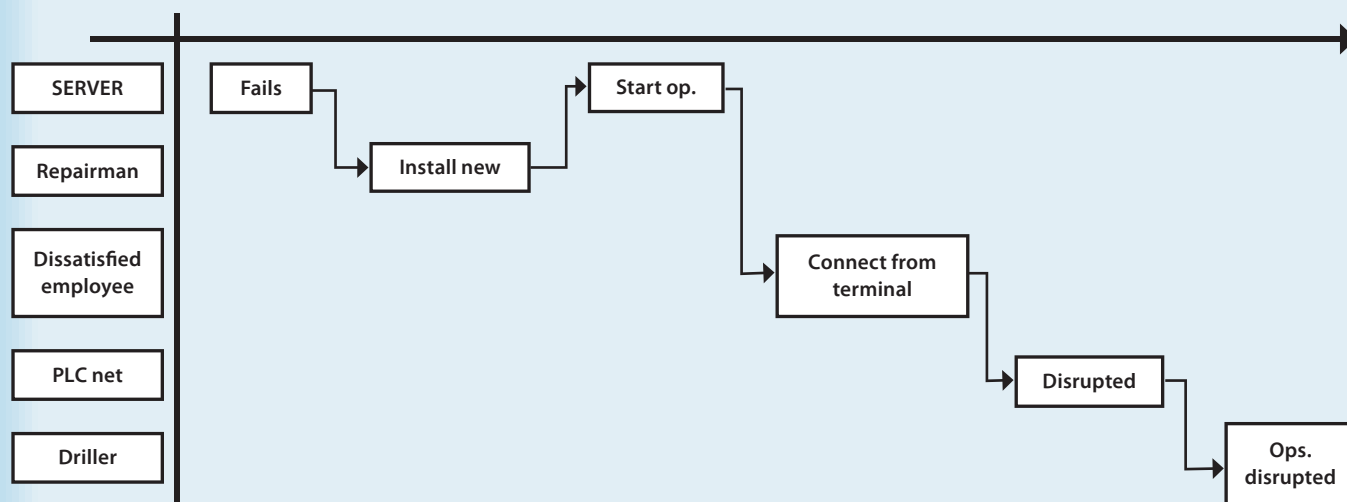 SERVER
Fails
Start op.
Repairman
Install new
Dissatisfied
employee
Connect from
terminal
PLC net
Disrupted
Driller
Ops.
disrupted